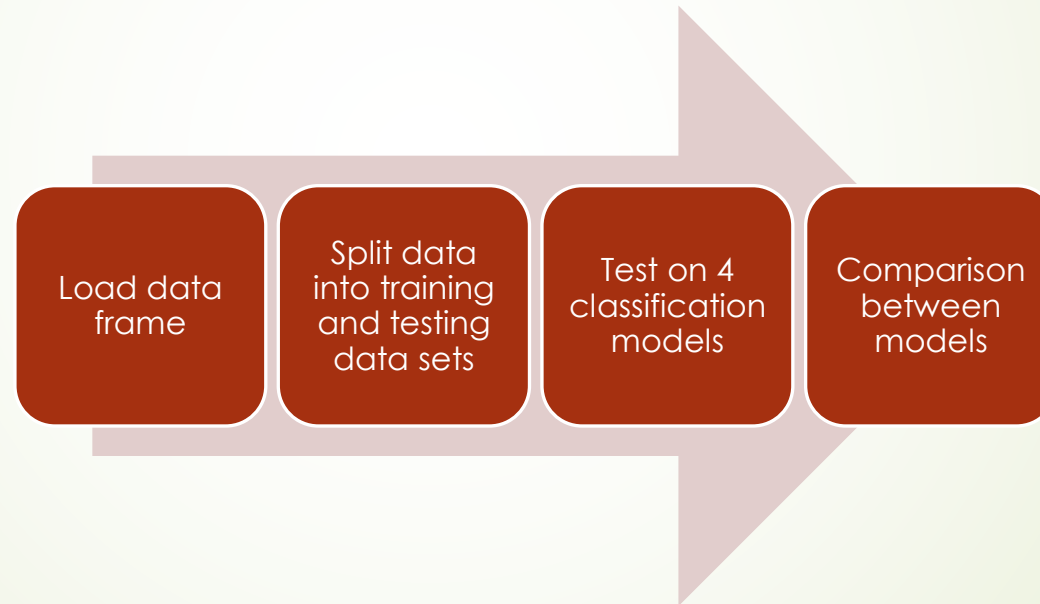 Load data
frame
Split data
into training
and testing
data sets
Test on 4
classification
models
Comparison
between
models